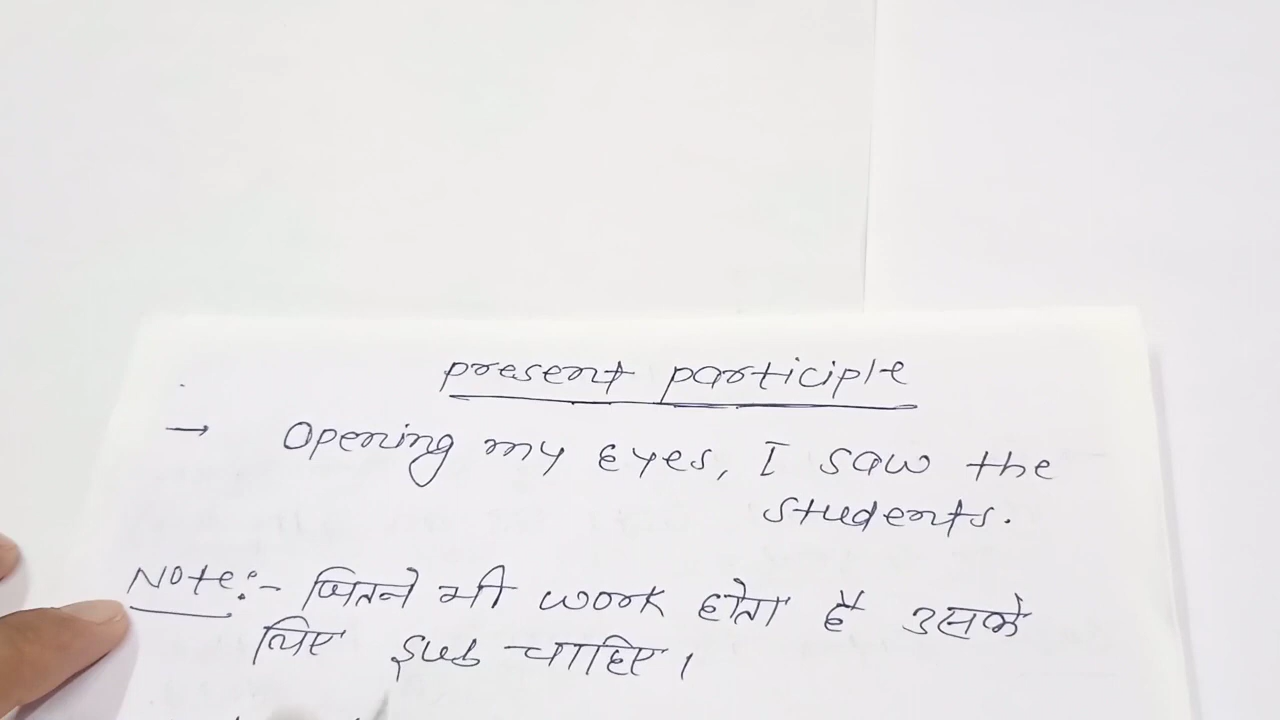 present participle
→ Opening my Eyes, I saw the
students.
Note:- जितने भी work होता हैं उसके
लिए sub चाहिए।